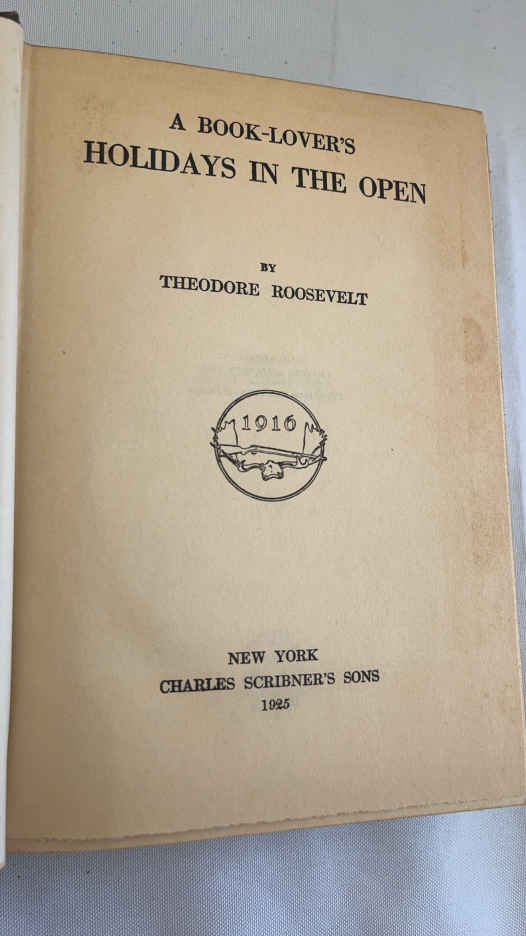 A BOOK-LOVER'S
HOLIDAYS IN THE OPEN
BY
THEODORE ROOSEVELT
1916
NEW YORK
CHARLES SCRIBNER'S SONS
1925